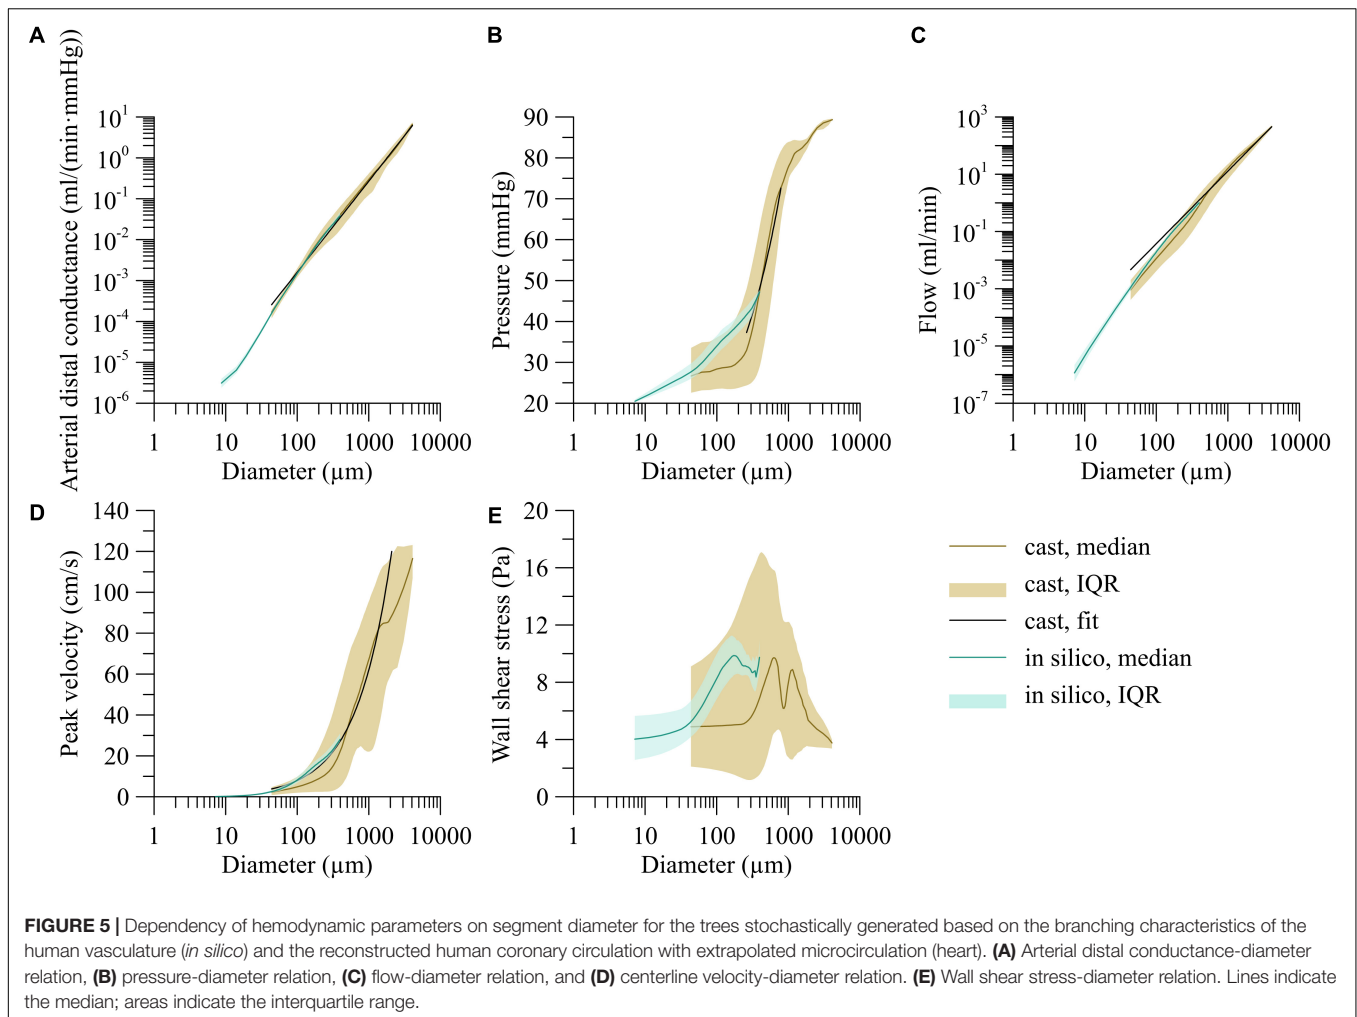 A
Arterial distal conductance (ml/(min·mmHg))
10^1
10^0
10^-1
10^-2
10^-3
10^-4
10^-5
10^-6
1 10 100 1000 10000
Diameter (µm)
B
Pressure (mmHg)
90
80
70
60
50
40
30
20
1 10 100 1000 10000
Diameter (µm)
C
Flow (ml/min)
10^3
10^1
10^-1
10^-3
10^-5
10^-7
1 10 100 1000 10000
Diameter (µm)
D
Peak velocity (cm/s)
140
120
100
80
60
40
20
0
1 10 100 1000 10000
Diameter (µm)
E
Wall shear stress (Pa)
20
16
12
8
4
0
1 10 100 1000 10000
Diameter (µm)
cast, median
cast, IQR
cast, fit
in silico, median
in silico, IQR
FIGURE 5 | Dependency of hemodynamic parameters on segment diameter for the trees stochastically generated based on the branching characteristics of the
human vasculature (in silico) and the reconstructed human coronary circulation with extrapolated microcirculation (heart). (A) Arterial distal conductance-diameter
relation, (B) pressure-diameter relation, (C) flow-diameter relation, and (D) centerline velocity-diameter relation. (E) Wall shear stress-diameter relation. Lines indicate
the median; areas indicate the interquartile range.